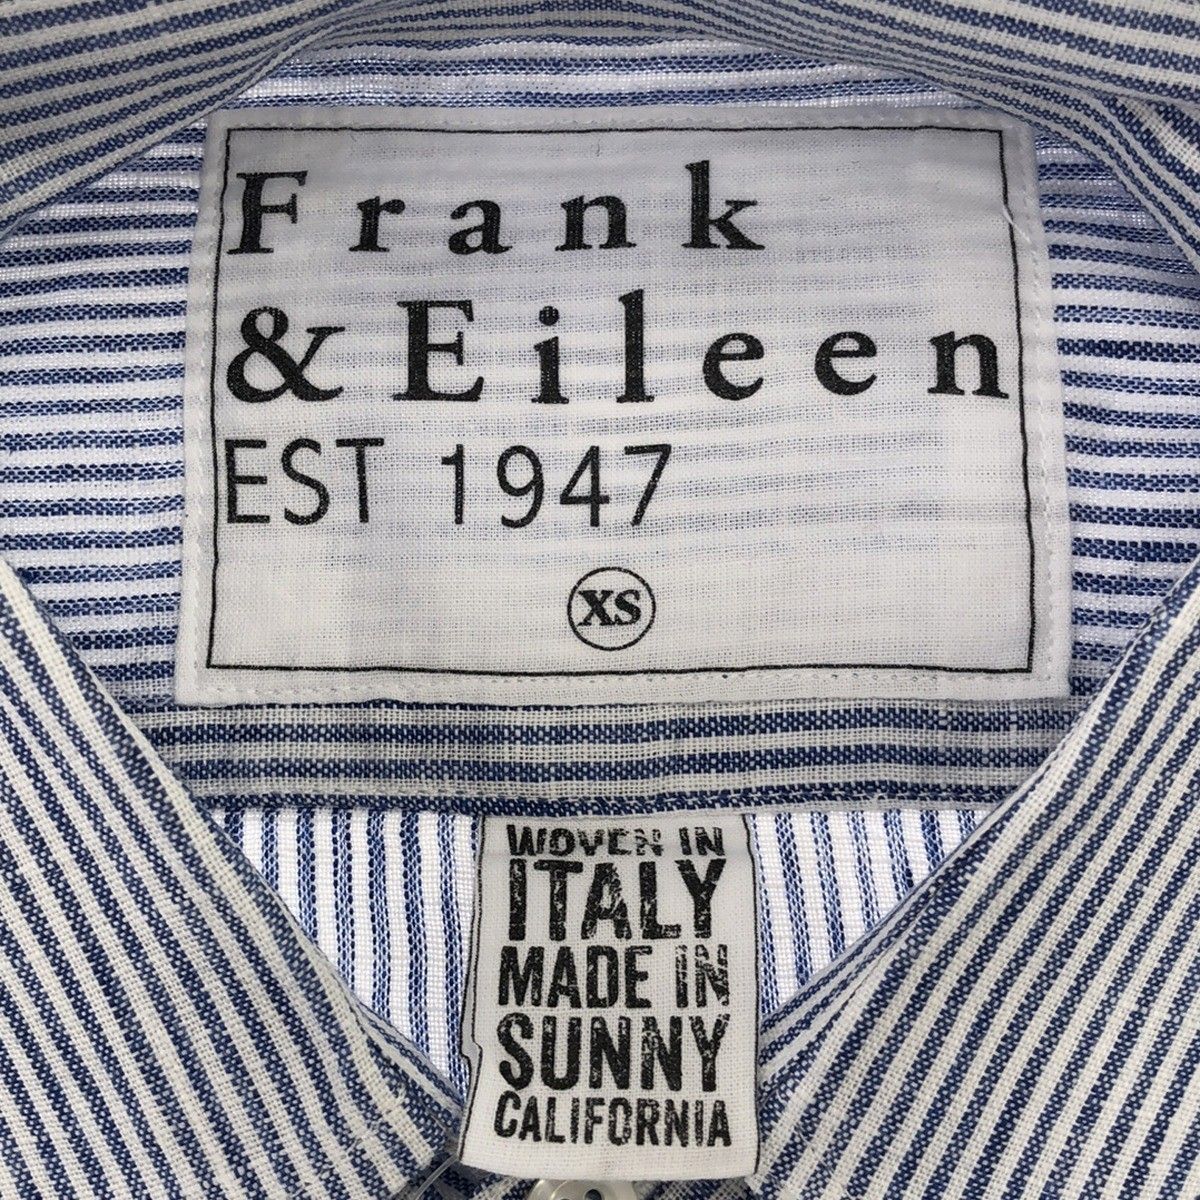 Frank
& Eileen
EST 1947
XS
WOVEN IN
ITALY
MADE IN
SUNNY
CALIFORNIA